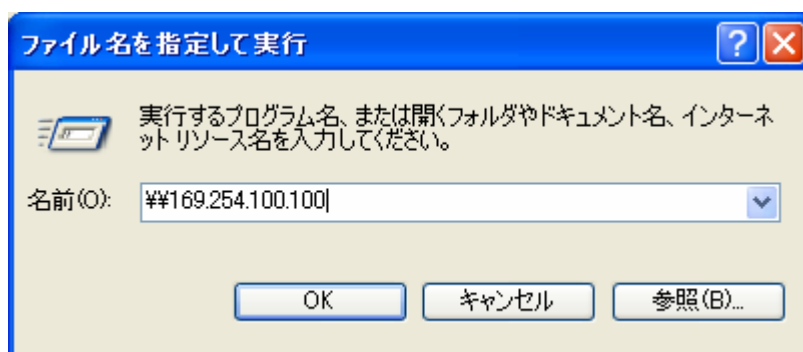 ファイル名を指定して実行
実行するプログラム名、または開くフォルダやドキュメント名、インターネ
ット リソース名を入力してください。
名前(O): ¥¥169.254.100.100
OK キャンセル 参照(B)...